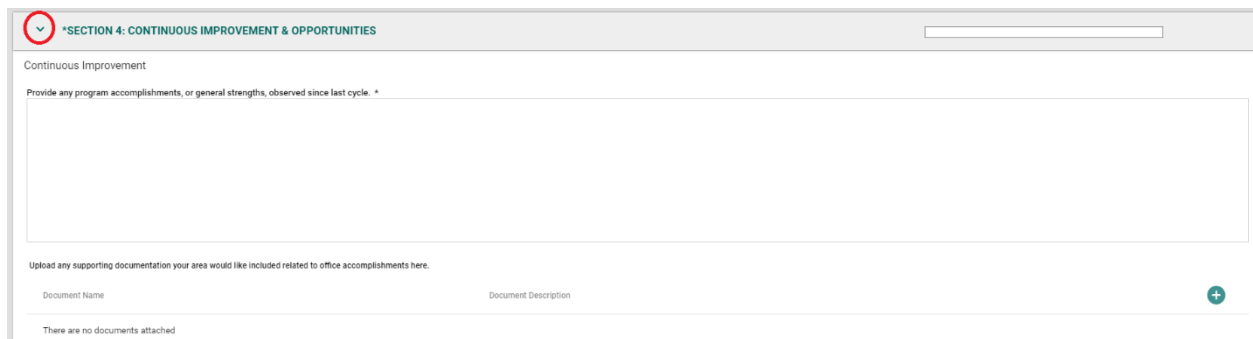 *SECTION 4: CONTINUOUS IMPROVEMENT & OPPORTUNITIES
Continuous Improvement
Provide any program accomplishments, or general strengths, observed since last cycle. *
Upload any supporting documentation your area would like included related to office accomplishments here.
Document Name Document Description
There are no documents attached